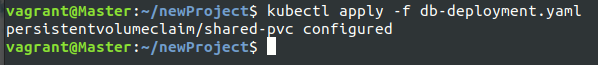 vagrant@Master:~/newProject$ kubectl apply -f db-deployment.yaml
persistentvolumeclaim/shared-pvc configured
vagrant@Master:~/newProject$